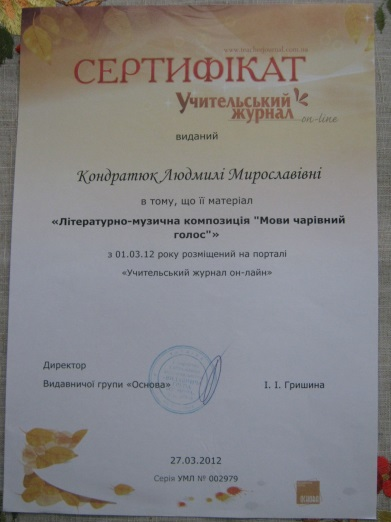 www.teacherjournal.com.ua
СЕРТИФІКАТ
Учительський
журнал
on-line
виданий
Кондратюк Людмилі Мирославівні
в тому, що її матеріал
«Літературно-музична композиція "Мови чарівний
голос"»
з 01.03.12 року розміщений на порталі
«Учительський журнал он-лайн»
Директор
Видавничої групи «Основа»
І. І. Гришина
27.03.2012
Серія УМЛ № 002979